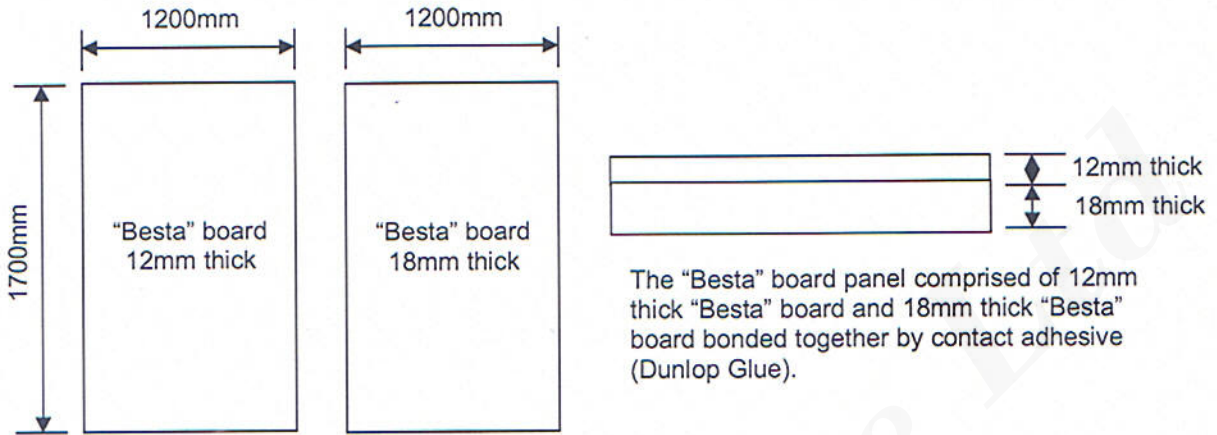 1200mm
1200mm
1700mm
“Besta” board
12mm thick
“Besta” board
18mm thick
12mm thick
18mm thick
The “Besta” board panel comprised of 12mm
thick “Besta” board and 18mm thick “Besta”
board bonded together by contact adhesive
(Dunlop Glue).
Ltd